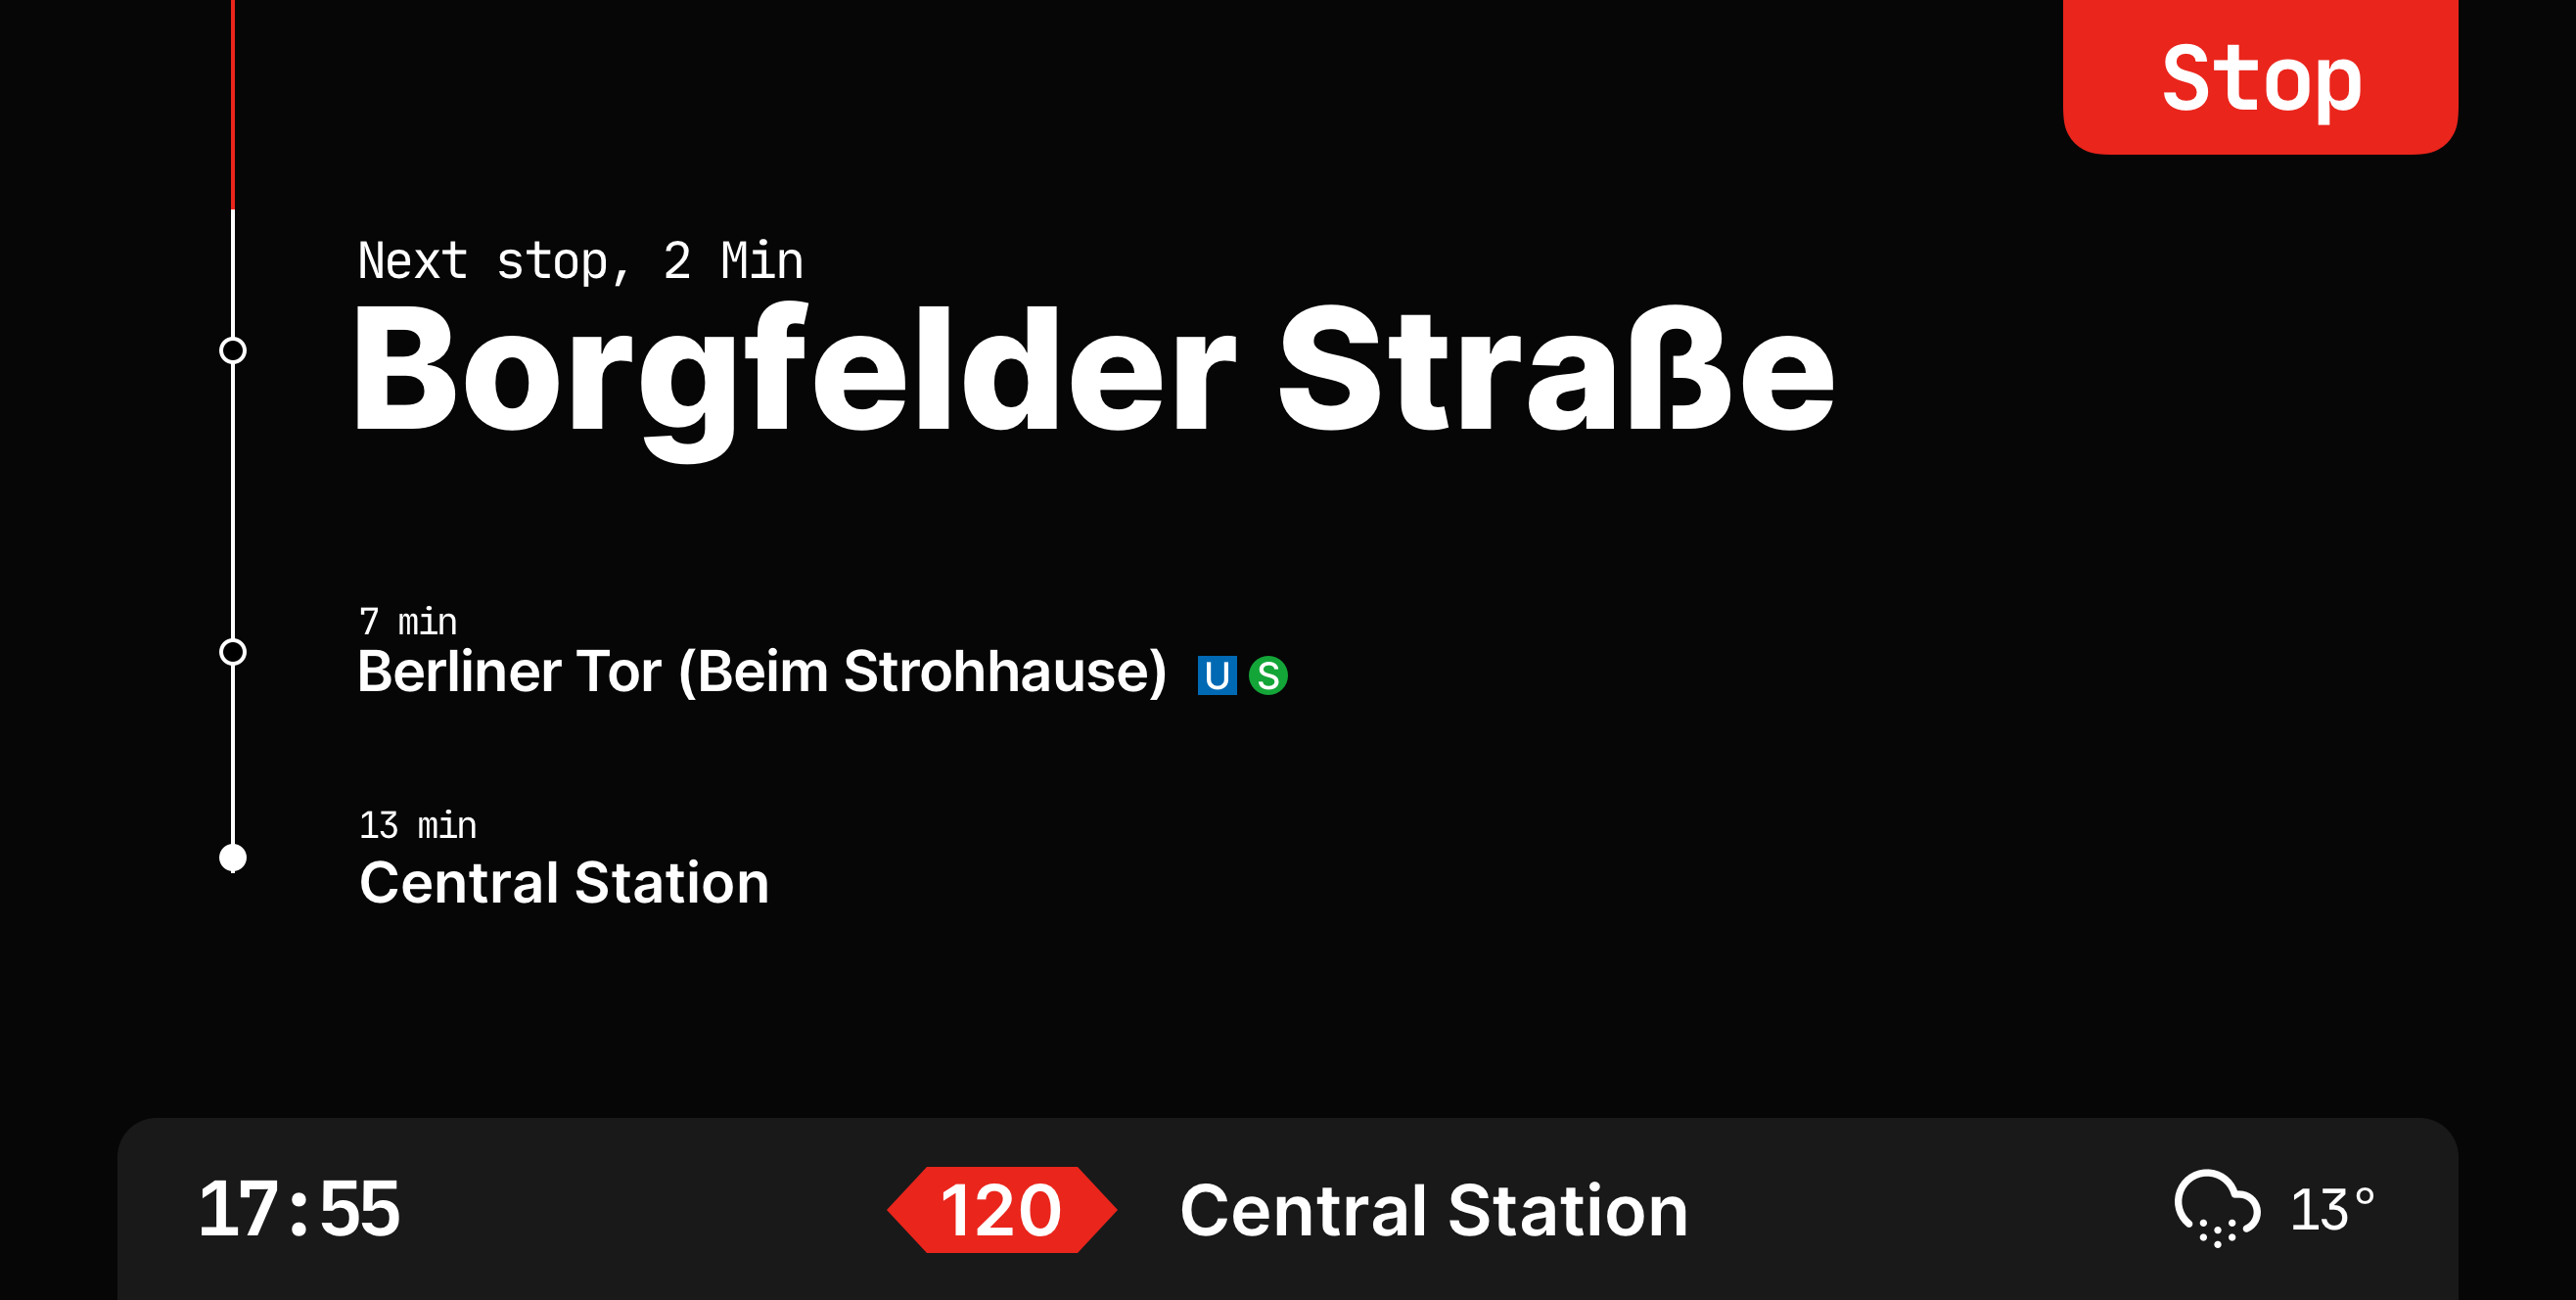 Stop
Next stop, 2 Min
Borgfelder Straße
7 min
Berliner Tor (Beim Strohhause) U S
13 min
Central Station
17:55 120 Central Station 13°